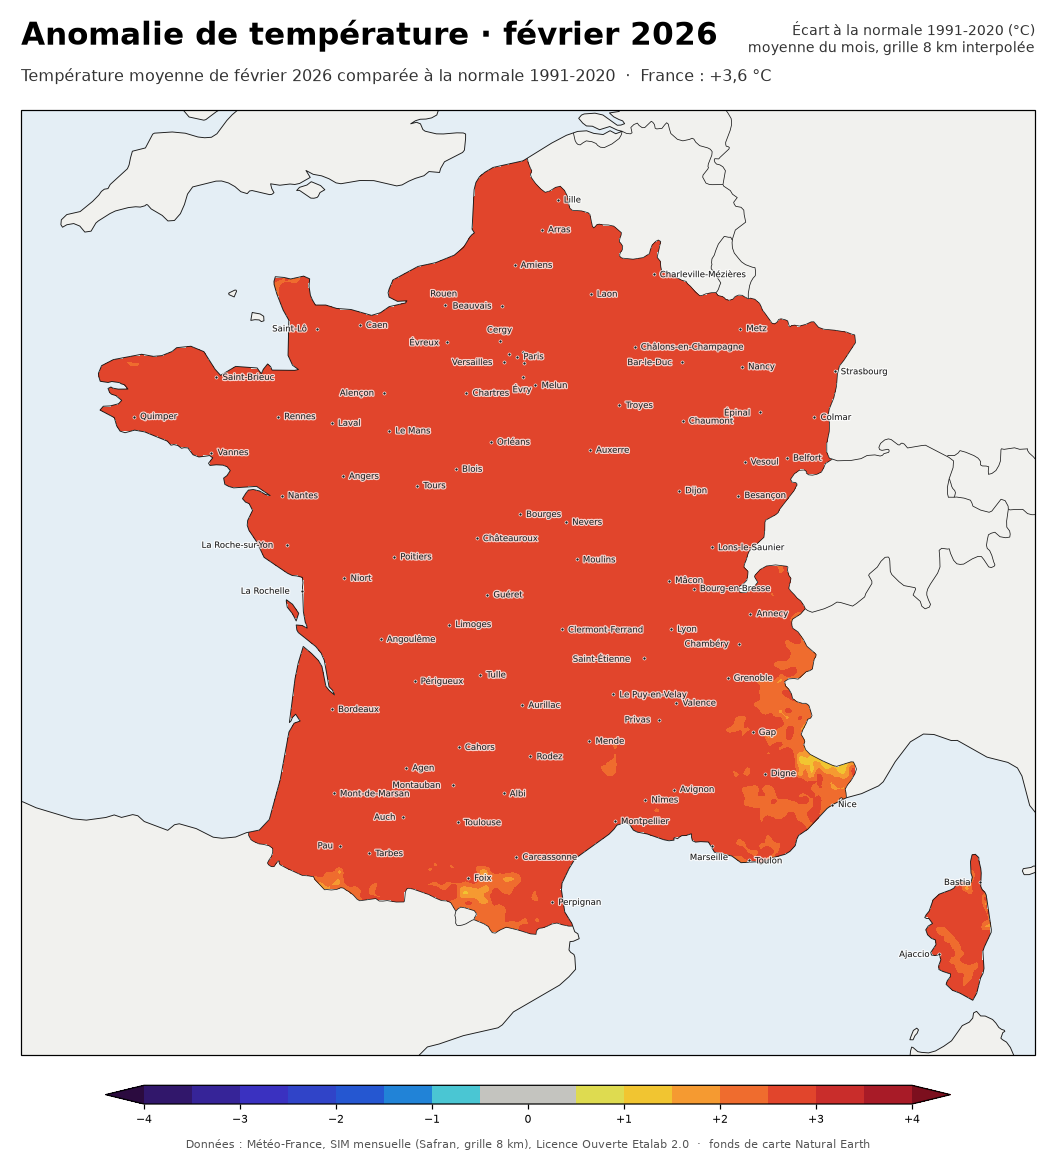 Anomalie de température · février 2026
Écart à la normale 1991-2020 (°C)
moyenne du mois, grille 8 km interpolée
Température moyenne de février 2026 comparée à la normale 1991-2020 · France : +3,6 °C
Lille
Arras
Amiens
Charleville-Mézières
Rouen
Laon
Beauvais
Saint-Lô
Caen
Cergy
Metz
Évreux
Châlons-en-Champagne
Versailles
Paris
Bar-le-Duc
Nancy
Strasbourg
Saint-Brieuc
Alençon
Chartres
Évry
Melun
Troyes
Épinal
Quimper
Rennes
Laval
Chaumont
Colmar
Le Mans
Orléans
Vannes
Auxerre
Vesoul
Belfort
Angers
Blois
Tours
Dijon
Besançon
Nantes
Bourges
Nevers
La Roche-sur-Yon
Châteauroux
Lons-le-Saunier
Poitiers
Moulins
Niort
Mâcon
La Rochelle
Guéret
Bourg-en-Bresse
Annecy
Limoges
Clermont-Ferrand
Lyon
Angoulême
Chambéry
Saint-Étienne
Périgueux
Tulle
Grenoble
Le Puy-en-Velay
Valence
Bordeaux
Aurillac
Privas
Gap
Mende
Cahors
Rodez
Agen
Digne
Montauban
Mont-de-Marsan
Albi
Avignon
Nîmes
Nice
Auch
Toulouse
Montpellier
Pau
Tarbes
Carcassonne
Marseille
Toulon
Foix
Bastia
Perpignan
Ajaccio
−4 −3 −2 −1 0 +1 +2 +3 +4
Données : Météo-France, SIM mensuelle (Safran, grille 8 km), Licence Ouverte Etalab 2.0 · fonds de carte Natural Earth